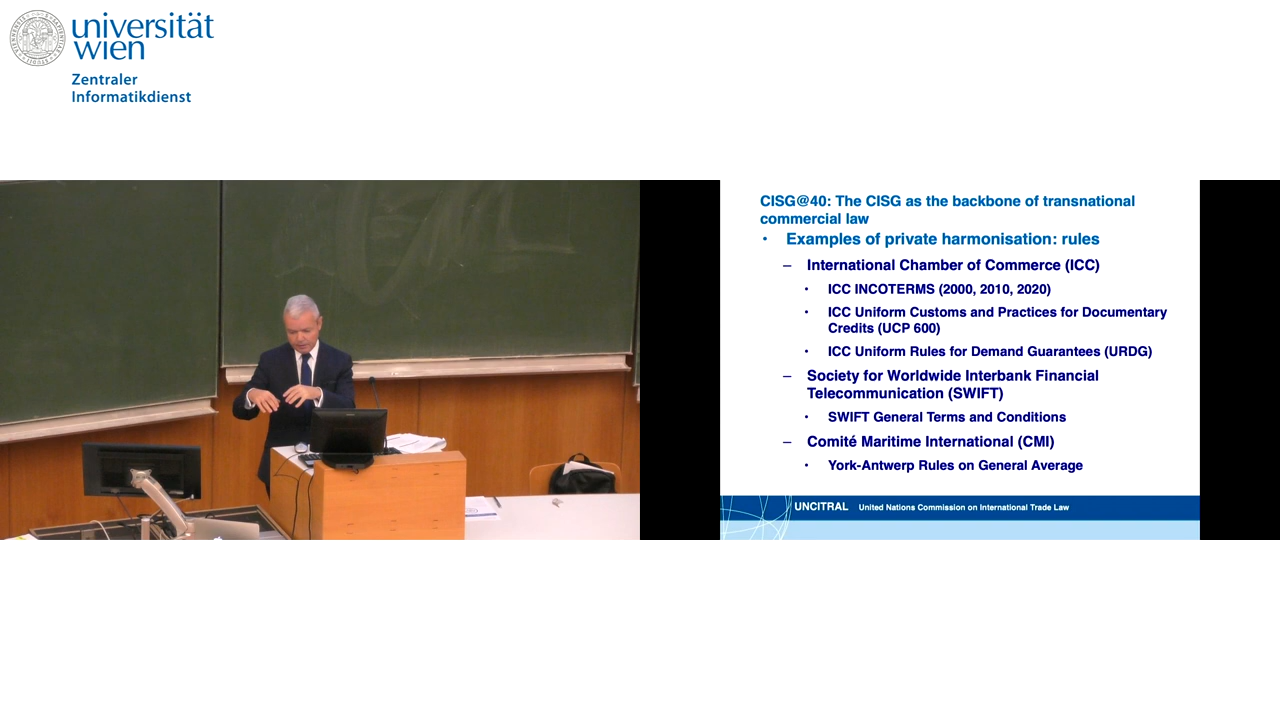 universität
wien
Zentraler
Informatikdienst
CISG@40: The CISG as the backbone of transnational
commercial law
• Examples of private harmonisation: rules
– International Chamber of Commerce (ICC)
• ICC INCOTERMS (2000, 2010, 2020)
• ICC Uniform Customs and Practices for Documentary
Credits (UCP 600)
• ICC Uniform Rules for Demand Guarantees (URDG)
– Society for Worldwide Interbank Financial
Telecommunication (SWIFT)
• SWIFT General Terms and Conditions
– Comité Maritime International (CMI)
• York-Antwerp Rules on General Average
UNCITRAL United Nations Commission on International Trade Law